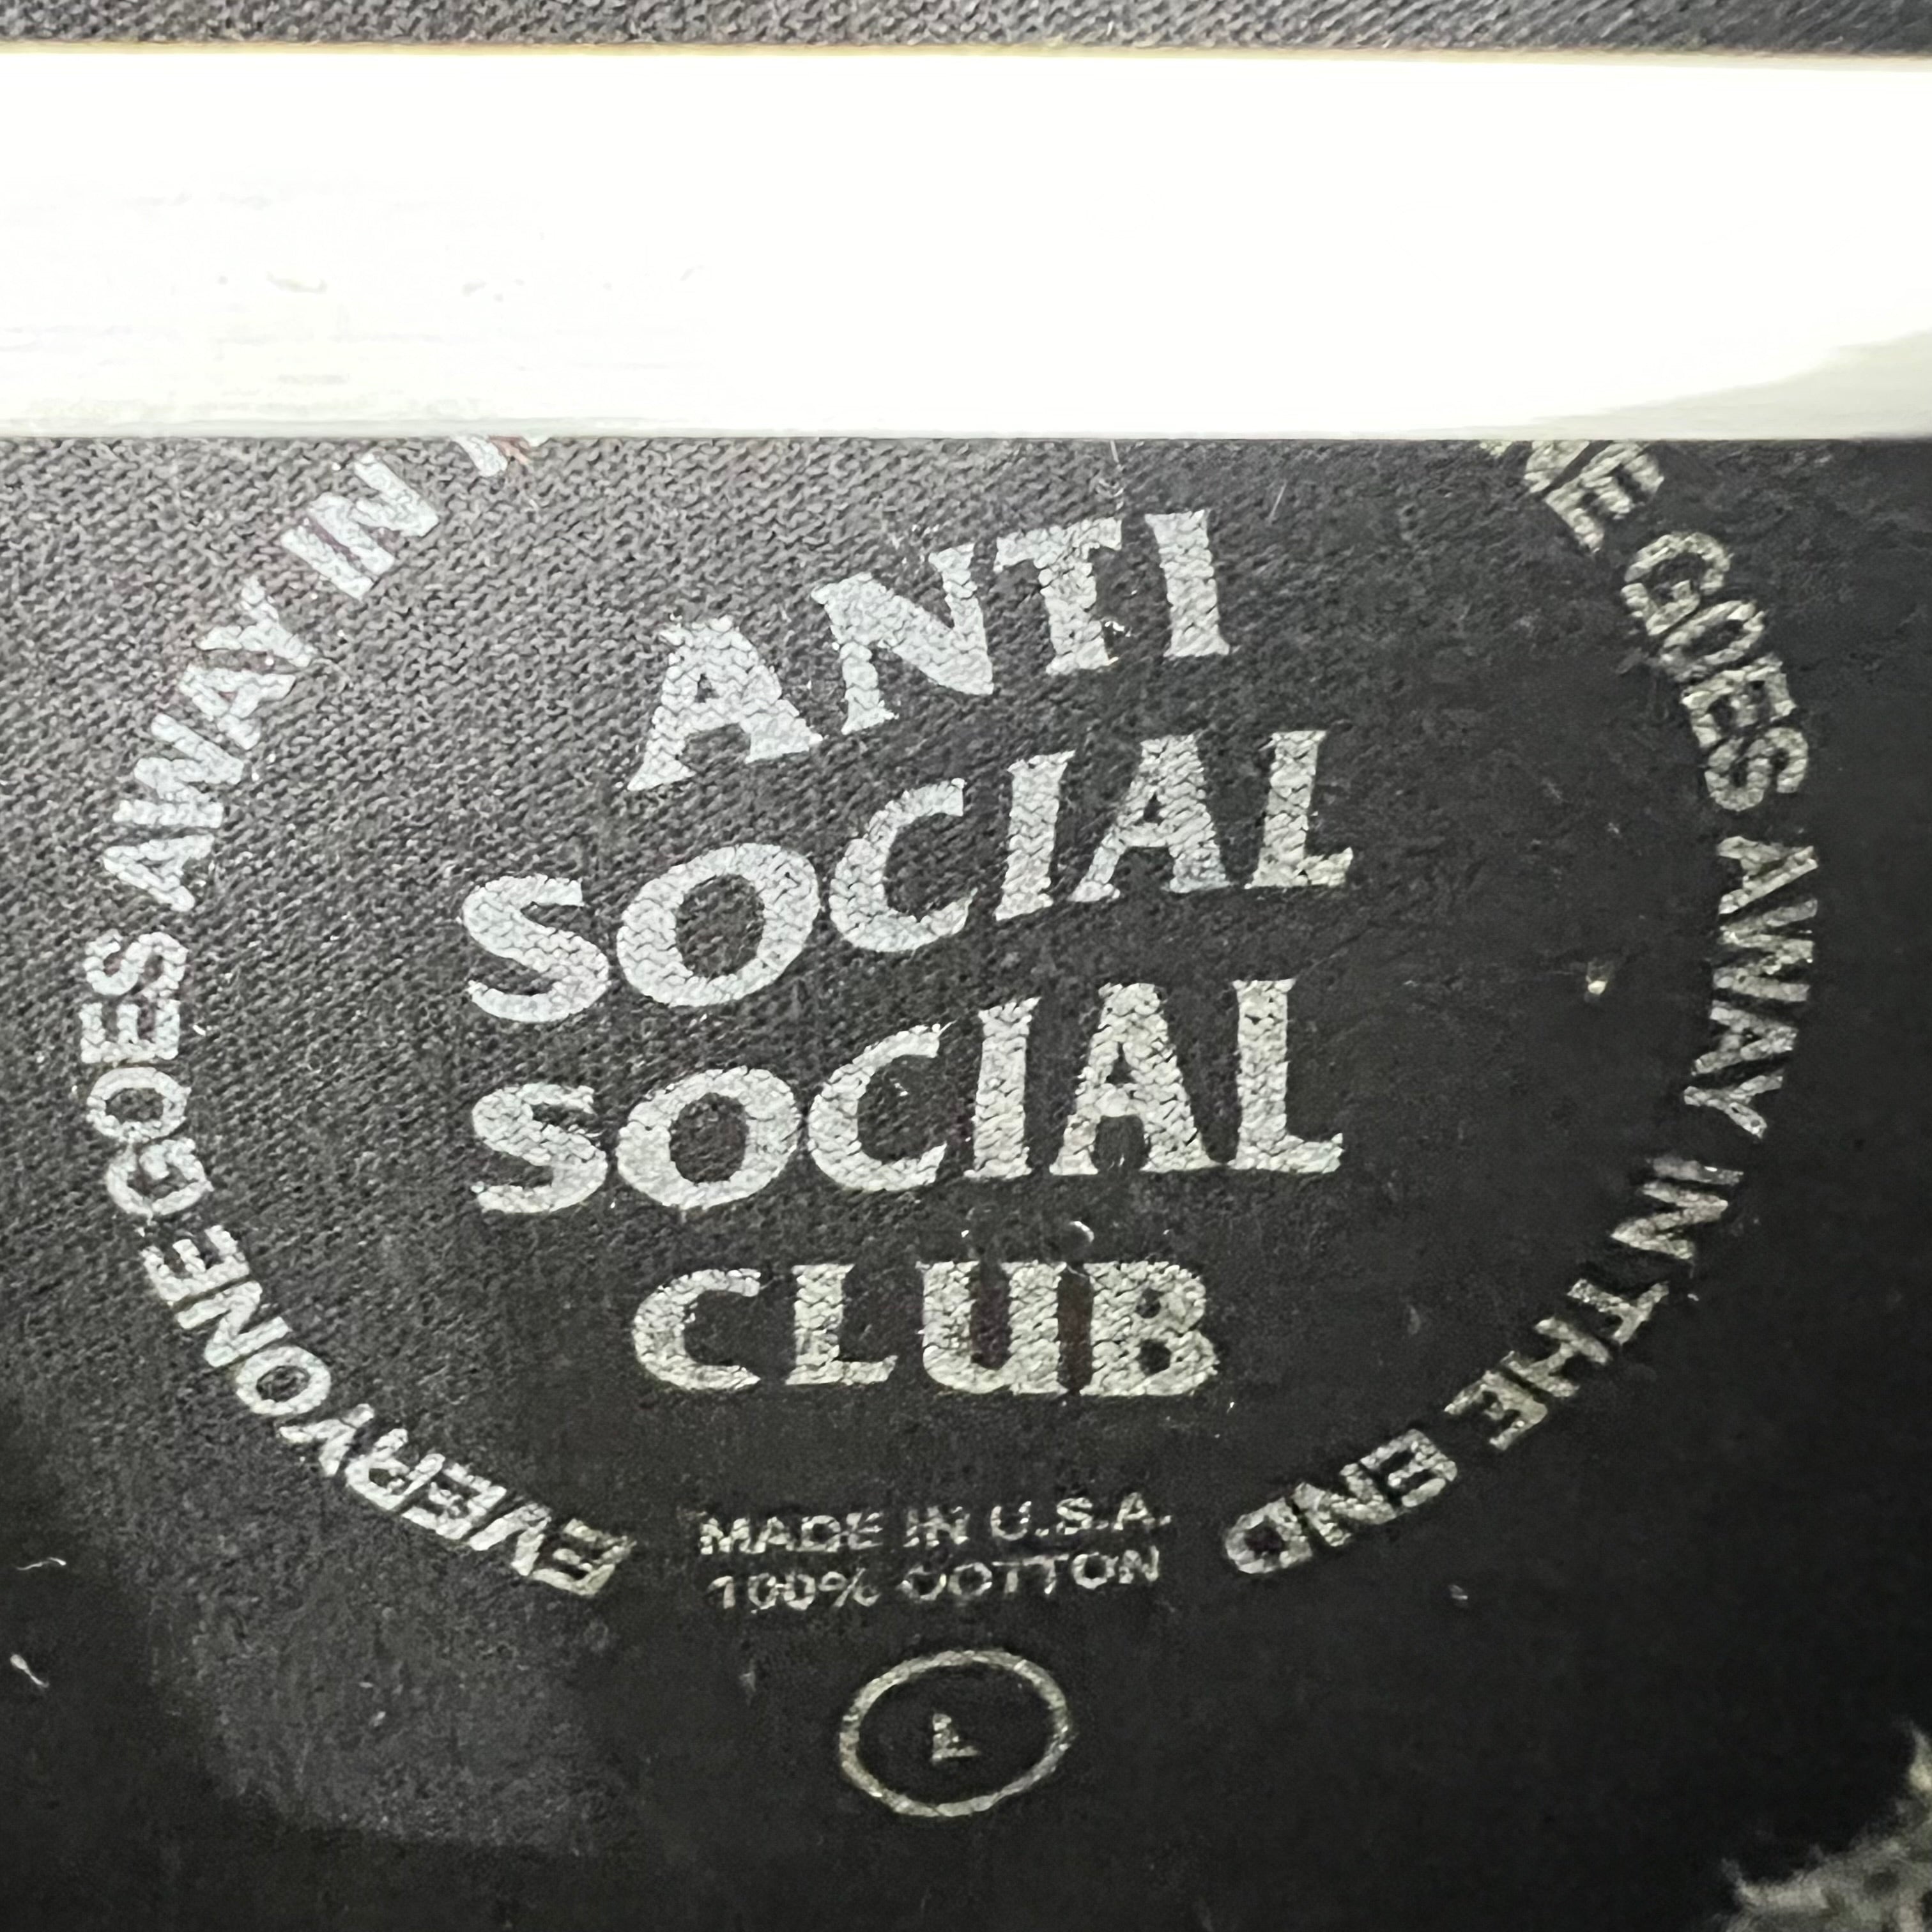 EVERYONE GOES AWAY IN
GOES AWAY IN THE END
ANTI
SOCIAL
SOCIAL
CLUB
MADE IN U.S.A.
100% COTTON
L